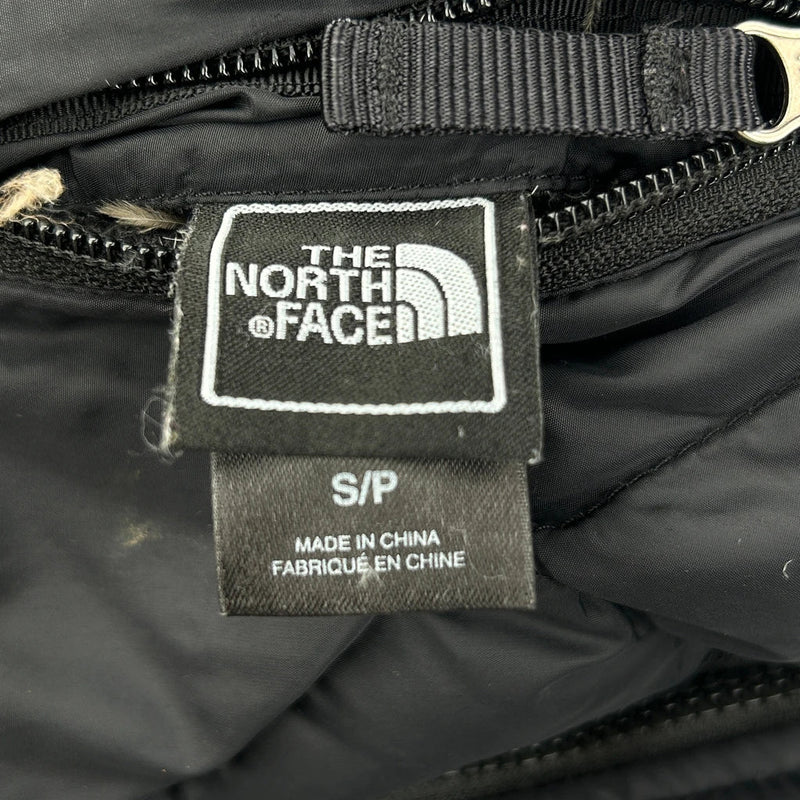 THE
NORTH
® FACE
S/P
MADE IN CHINA
FABRIQUÉ EN CHINE